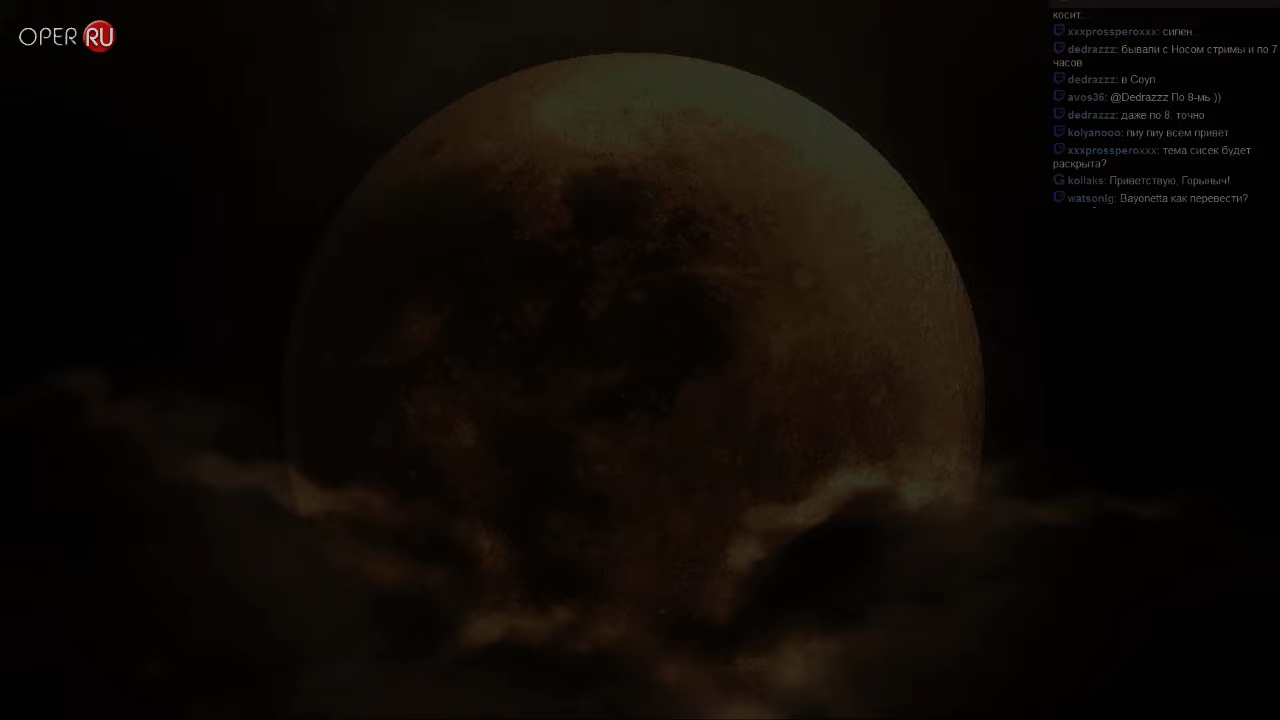 OPER RU
косит...
xxxprossperoxxx: сипен...
dedrazzz: бывали с Носом стримы и по 7
часов
dedrazzz: в Соул
avos36: @Dedrazzz По 8-мь ))
dedrazzz: даже по 8. точно
kolyanooo: пиу пиу всем привет
xxxprossperoxxx: тема сисек будет
раскрыта?
kollaks: Приветствую, Горыныч!
watsonlg: Bayonetta как перевести?